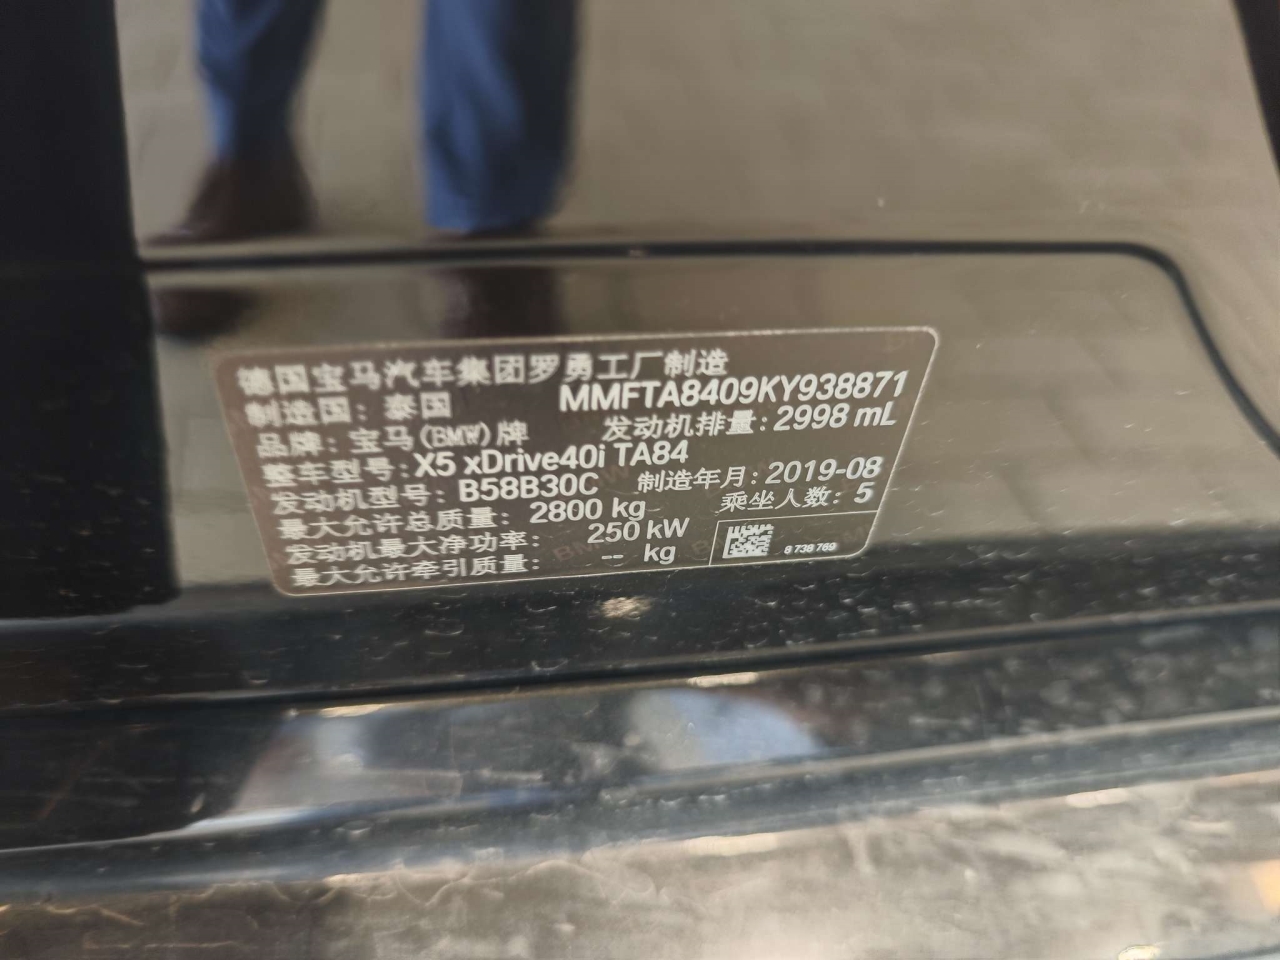 德国宝马汽车集团罗勇工厂制造
制造国：泰国 MMFTA8409KY938871
品牌：宝马(BMW)牌 发动机排量：2998 mL
整车型号：X5 xDrive40i TA84
发动机型号：B58B30C 制造年月：2019-08
最大允许总质量：2800 kg 乘坐人数：5
发动机最大净功率：250 kW
最大允许牵引质量：-- kg
8 738 769